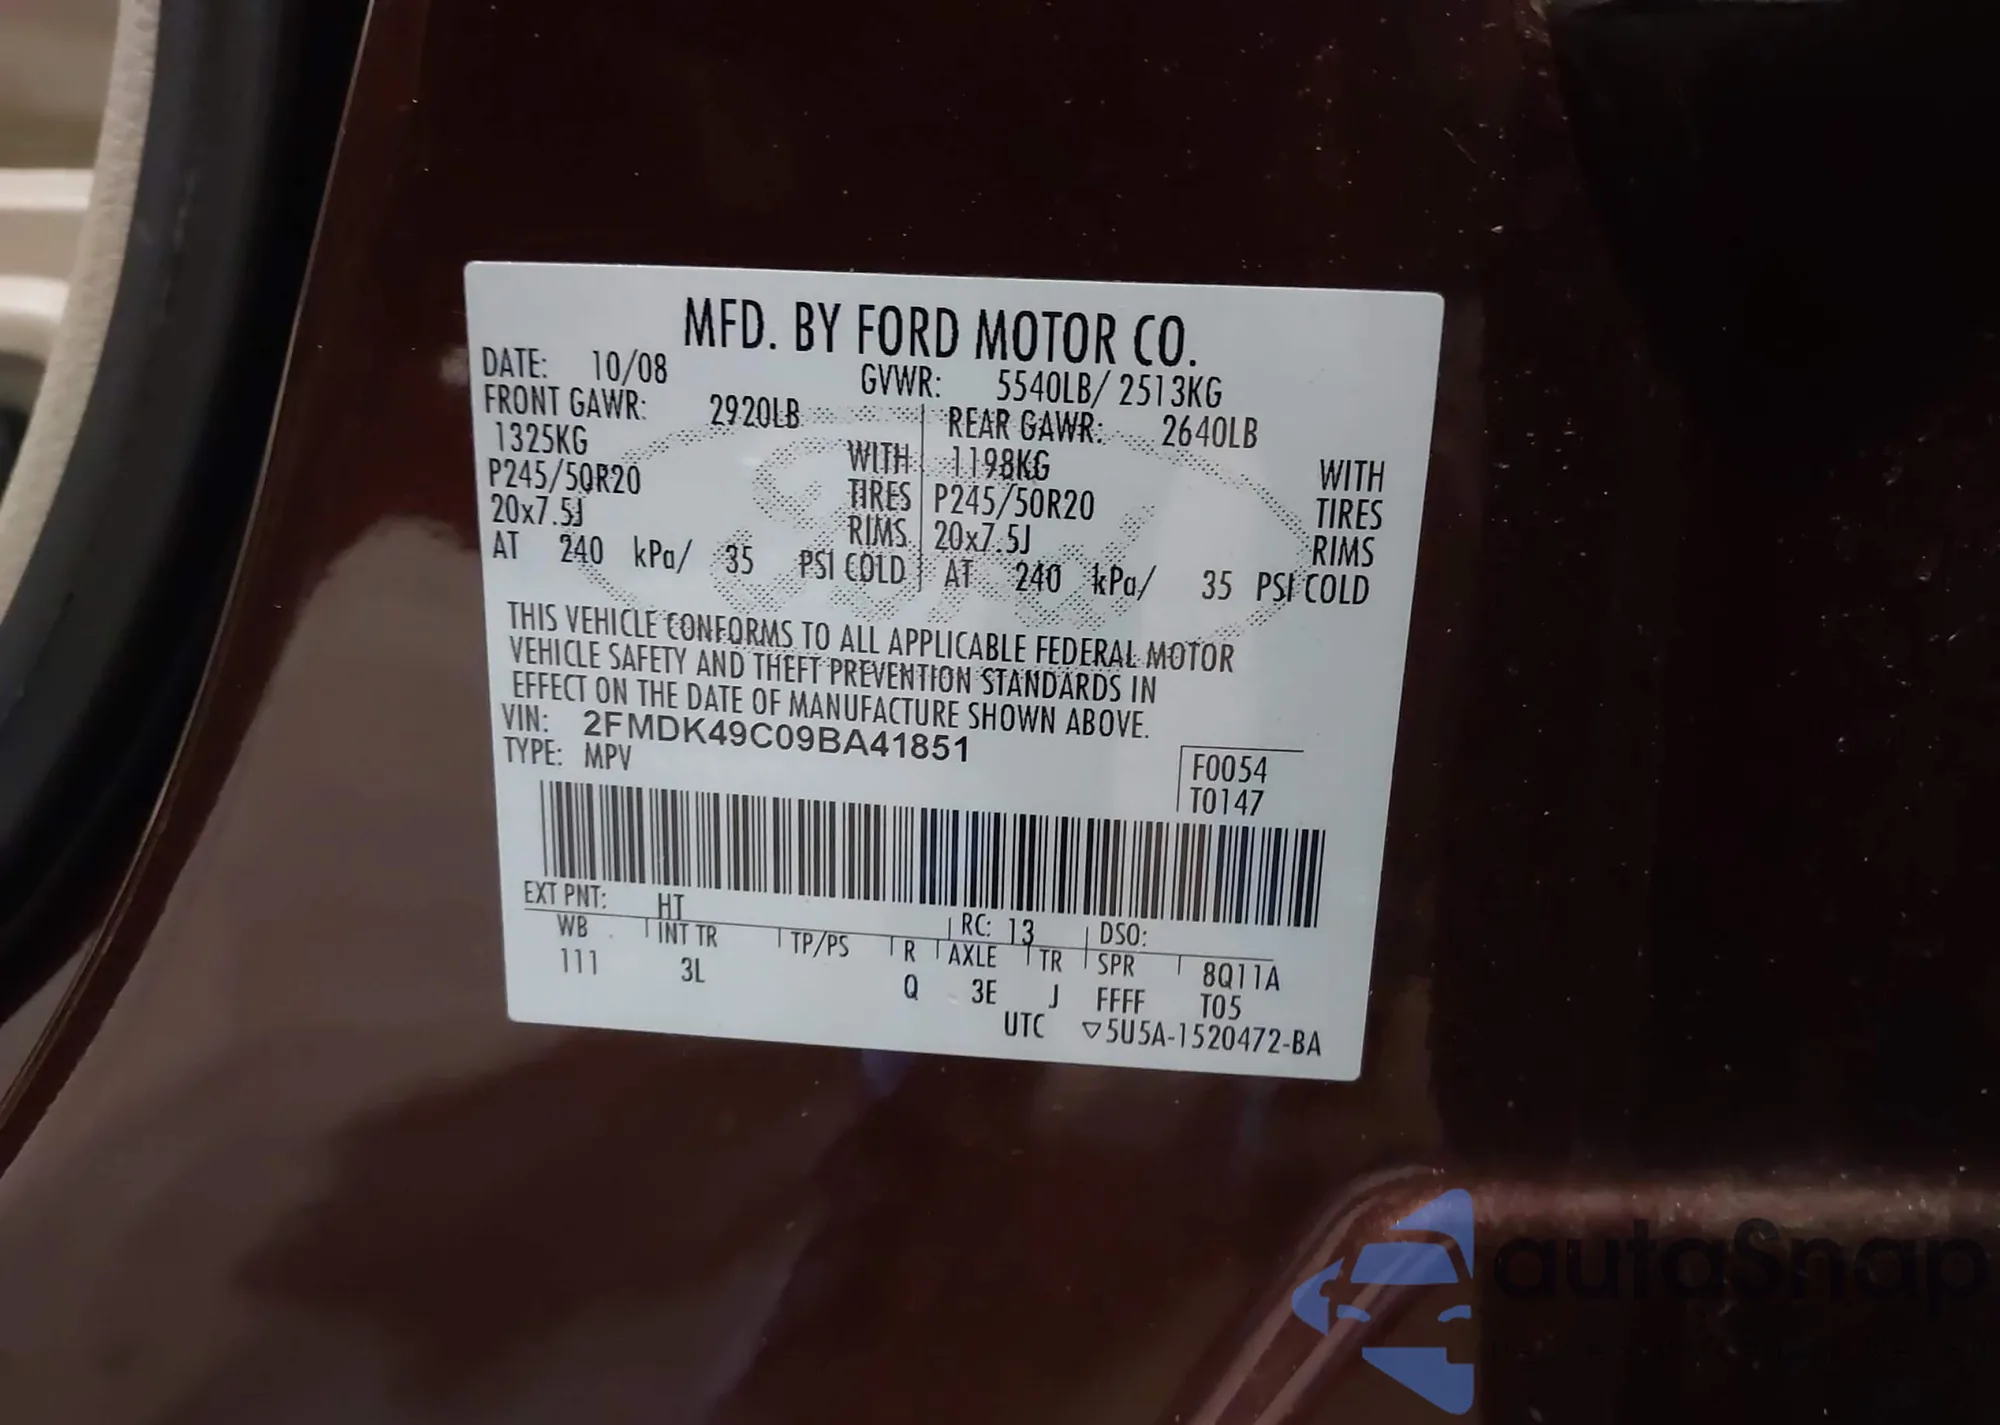 MFD. BY FORD MOTOR CO.
DATE: 10/08 GVWR: 5540LB/ 2513KG
FRONT GAWR: 2920LB REAR GAWR: 2640LB
1325KG WITH 1198KG WITH
P245/50R20 TIRES P245/50R20 TIRES
20x7.5J RIMS 20x7.5J RIMS
AT 240 kPa/ 35 PSI COLD AT 240 kPa/ 35 PSI COLD
THIS VEHICLE CONFORMS TO ALL APPLICABLE FEDERAL MOTOR
VEHICLE SAFETY AND THEFT PREVENTION STANDARDS IN
EFFECT ON THE DATE OF MANUFACTURE SHOWN ABOVE.
VIN: 2FMDK49C09BA41851
TYPE: MPV
F0054
T0147
EXT PNT: HT RC: 13 DSO:
WB INT TR TP/PS R AXLE TR SPR 8Q11A
111 3L Q 3E J FFFF T05
UTC ▽5U5A-1520472-BA
autoSnap